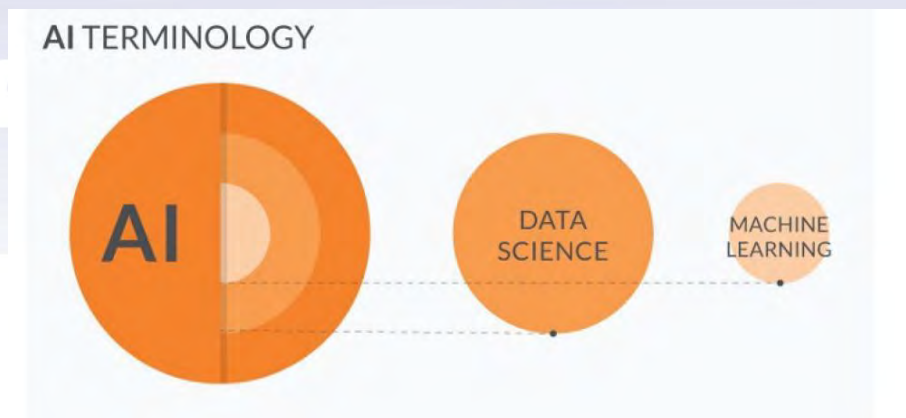 AI TERMINOLOGY
AI
DATA
SCIENCE
MACHINE
LEARNING